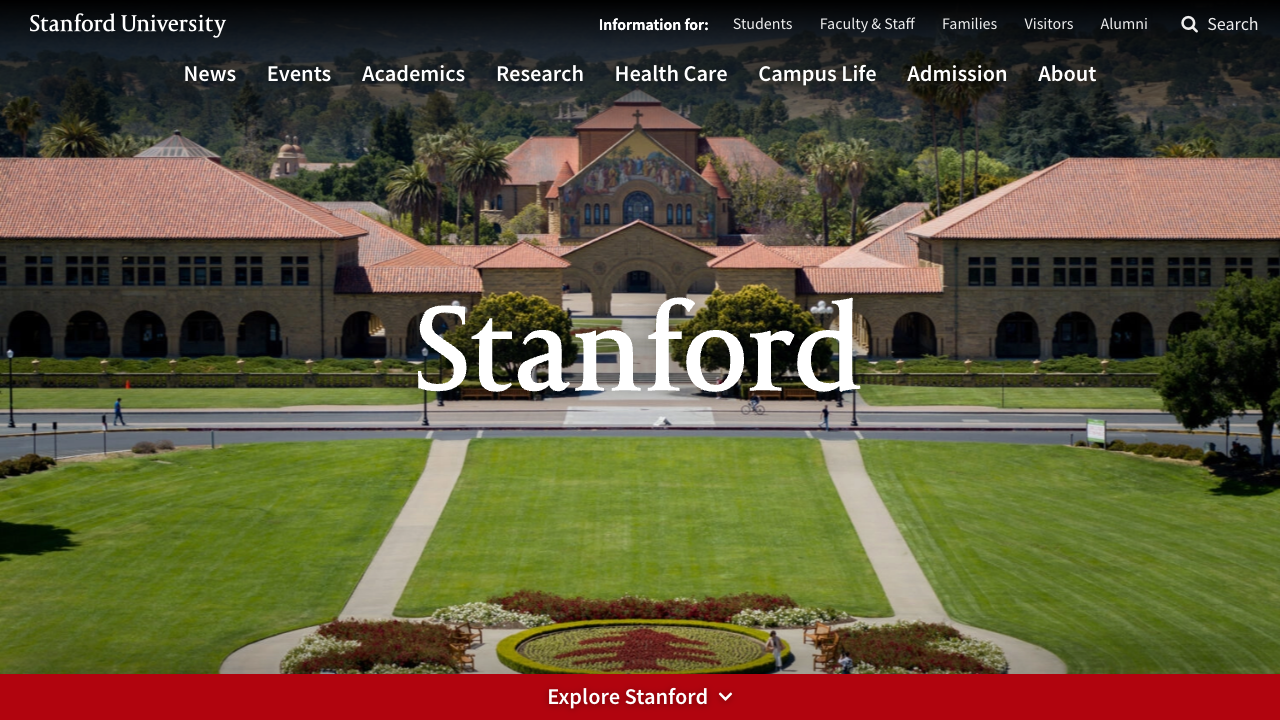 Stanford University
Information for: Students Faculty & Staff Families Visitors Alumni Search
News Events Academics Research Health Care Campus Life Admission About
Stanford
Explore Stanford